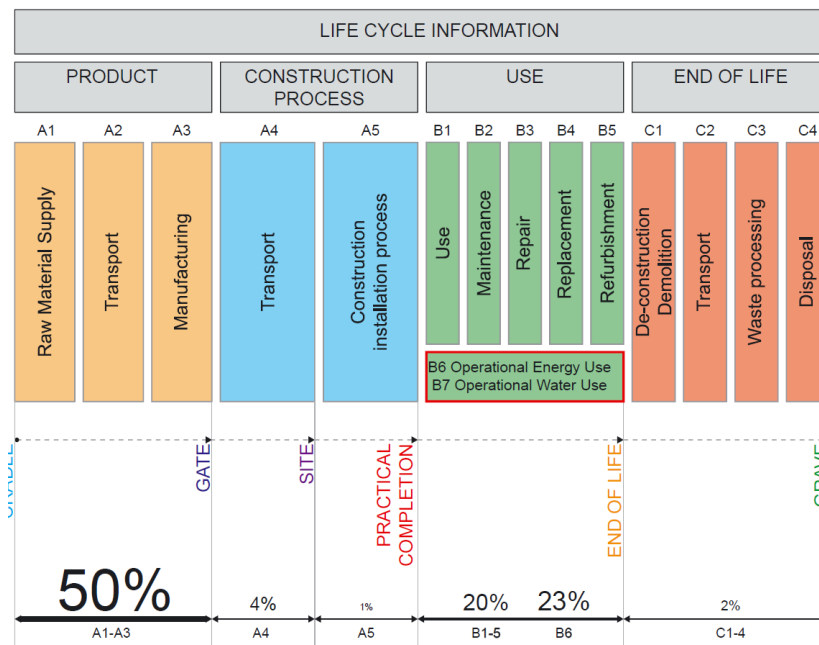 LIFE CYCLE INFORMATION
PRODUCT
CONSTRUCTION
PROCESS
USE
END OF LIFE
A1
A2
A3
A4
A5
B1
B2
B3
B4
B5
C1
C2
C3
C4
Raw Material Supply
Transport
Manufacturing
Transport
Construction
installation process
Use
Maintenance
Repair
Replacement
Refurbishment
De-construction
Demolition
Transport
Waste processing
Disposal
B6 Operational Energy Use
B7 Operational Water Use
CRADLE
GATE
SITE
PRACTICAL
COMPLETION
END OF LIFE
GRAVE
50%
4%
1%
20%
23%
2%
A1-A3
A4
A5
B1-5
B6
C1-4